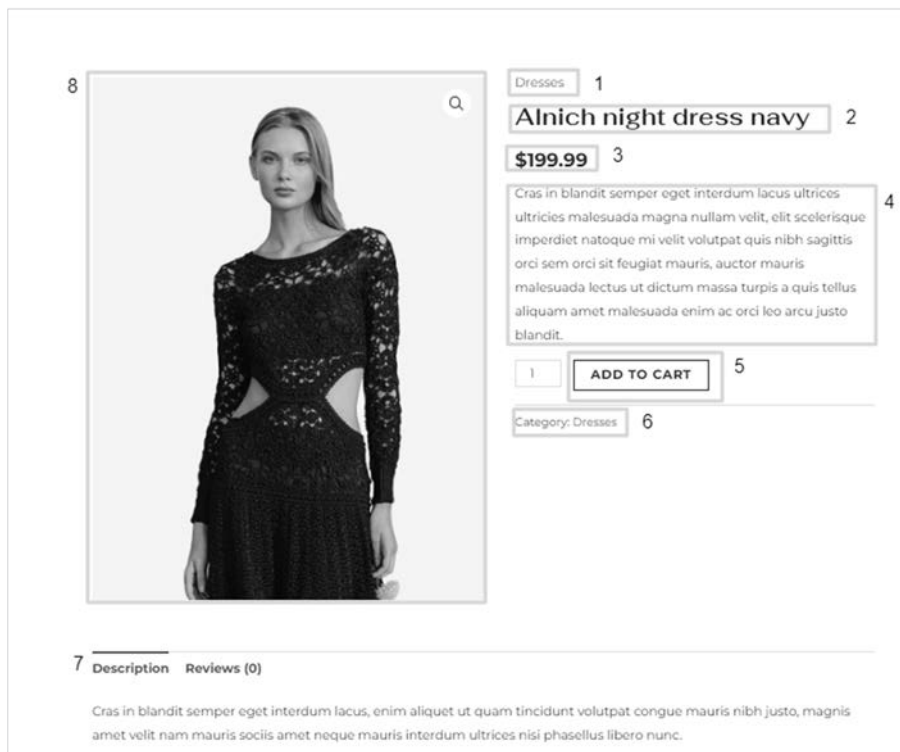 8
Dresses 1
Alnich night dress navy 2
$199.99 3
Cras in blandit semper eget interdum lacus ultrices 4
ultricies malesuada magna nullam velit, elit scelerisque
imperdiet natoque mi velit volutpat quis nibh sagittis
orci sem orci sit feugiat mauris, auctor mauris
malesuada lectus ut dictum massa turpis a quis tellus
aliquam amet malesuada enim ac orci leo arcu justo
blandit.
1 ADD TO CART 5
Category: Dresses 6
7 Description Reviews (0)
Cras in blandit semper eget interdum lacus, enim aliquet ut quam tincidunt volutpat congue mauris nibh justo, magnis
amet velit nam mauris sociis amet neque mauris interdum ultrices nisi phasellus libero nunc.